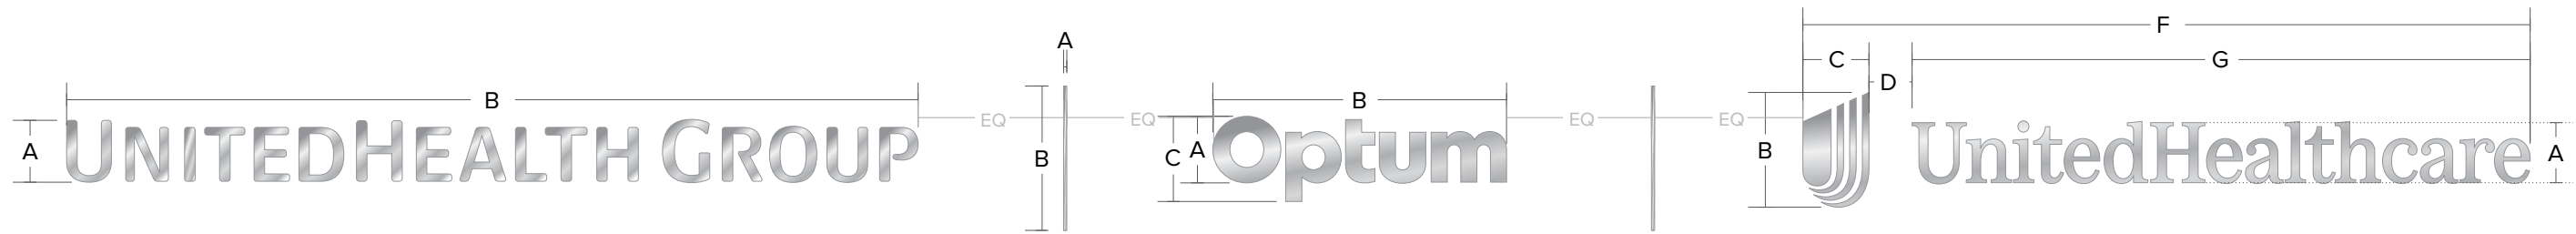 F
A
C
G
D
B
B
A
UNITEDHEALTH GROUP
EQ
B
EQ
C
A
Optum
EQ
EQ
B
UnitedHealthcare
A